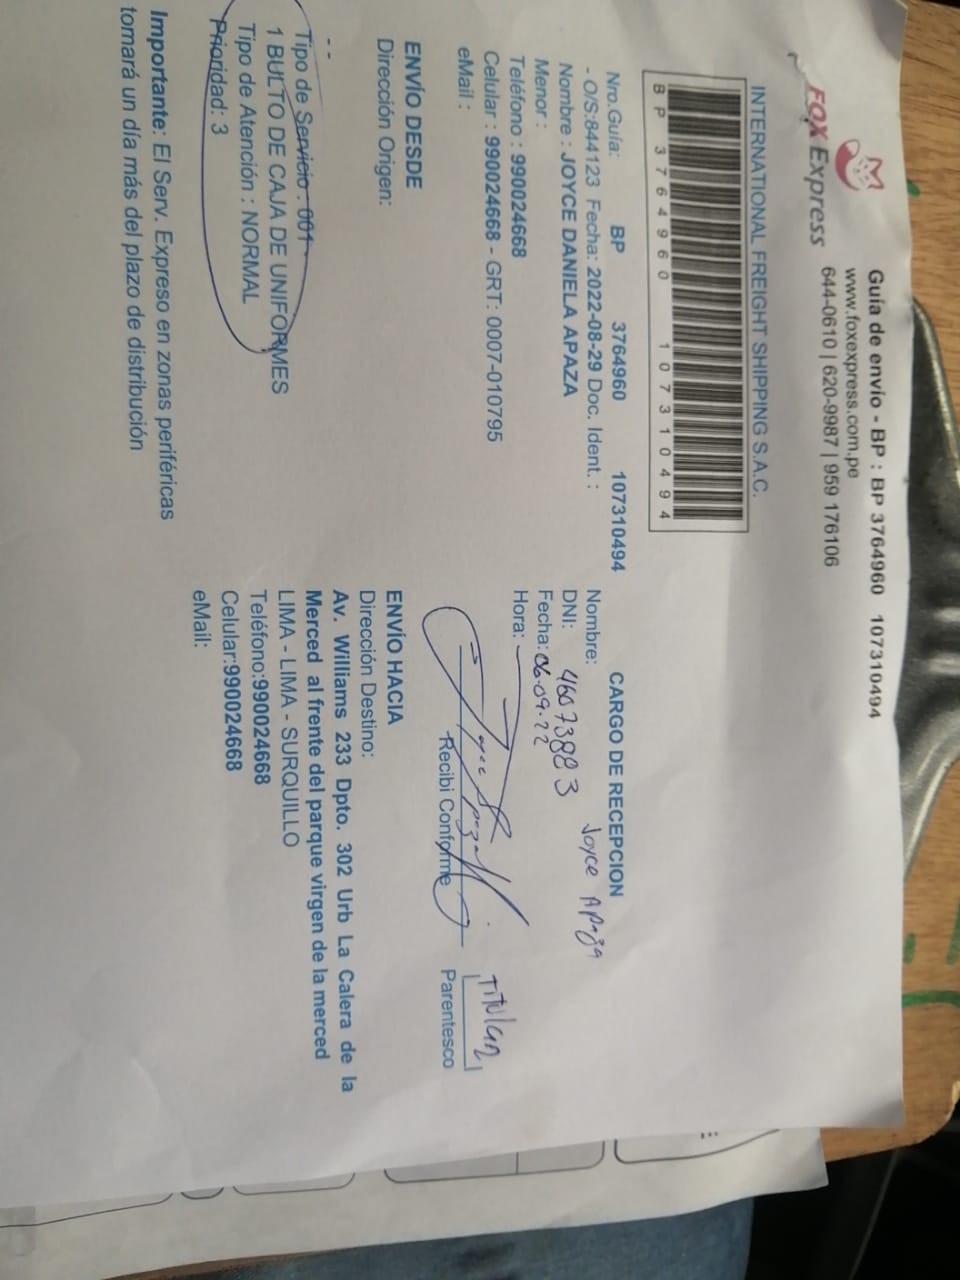 FOX Express
Guía de envío - BP : BP 3764960 107310494
www.foxexpress.com.pe
644-0610 | 620-9987 | 959 176106
INTERNATIONAL FREIGHT SHIPPING S.A.C.
BP 3764960 107310494
Nro.Guía: BP 3764960 107310494
- O/S:844123 Fecha: 2022-08-29 Doc. Ident. :
Nombre : JOYCE DANIELA APAZA
Menor :
Teléfono : 990024668
Celular : 990024668 - GRT: 0007-010795
eMail :
CARGO DE RECEPCION
Nombre: Joyce Apaza
DNI: 46073883
Fecha: 06.09.22
Hora:
Titular
Recibi Conforme Parentesco
ENVÍO DESDE
Dirección Origen:
ENVÍO HACIA
Dirección Destino:
Av. Williams 233 Dpto. 302 Urb La Calera de la
Merced al frente del parque virgen de la merced
LIMA - LIMA - SURQUILLO
Teléfono:990024668
Celular:990024668
eMail:
- -
Tipo de Servicio : 001
1 BULTO DE CAJA DE UNIFORMES
Tipo de Atención : NORMAL
Prioridad: 3
Importante: El Serv. Expreso en zonas periféricas
tomará un día más del plazo de distribución